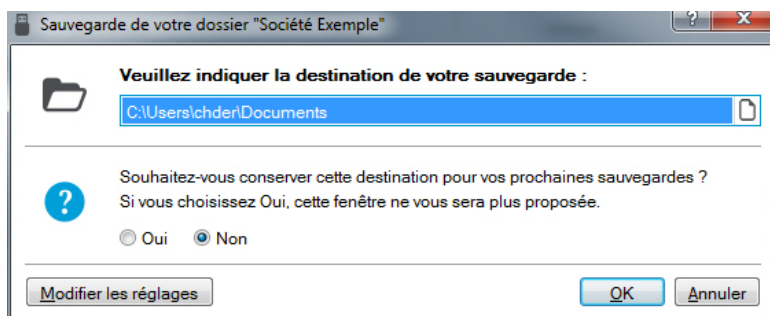 Sauvegarde de votre dossier "Société Exemple"
Veuillez indiquer la destination de votre sauvegarde :
C:\Users\chder\Documents
Souhaitez-vous conserver cette destination pour vos prochaines sauvegardes ?
Si vous choisissez Oui, cette fenêtre ne vous sera plus proposée.
Oui Non
Modifier les réglages OK Annuler